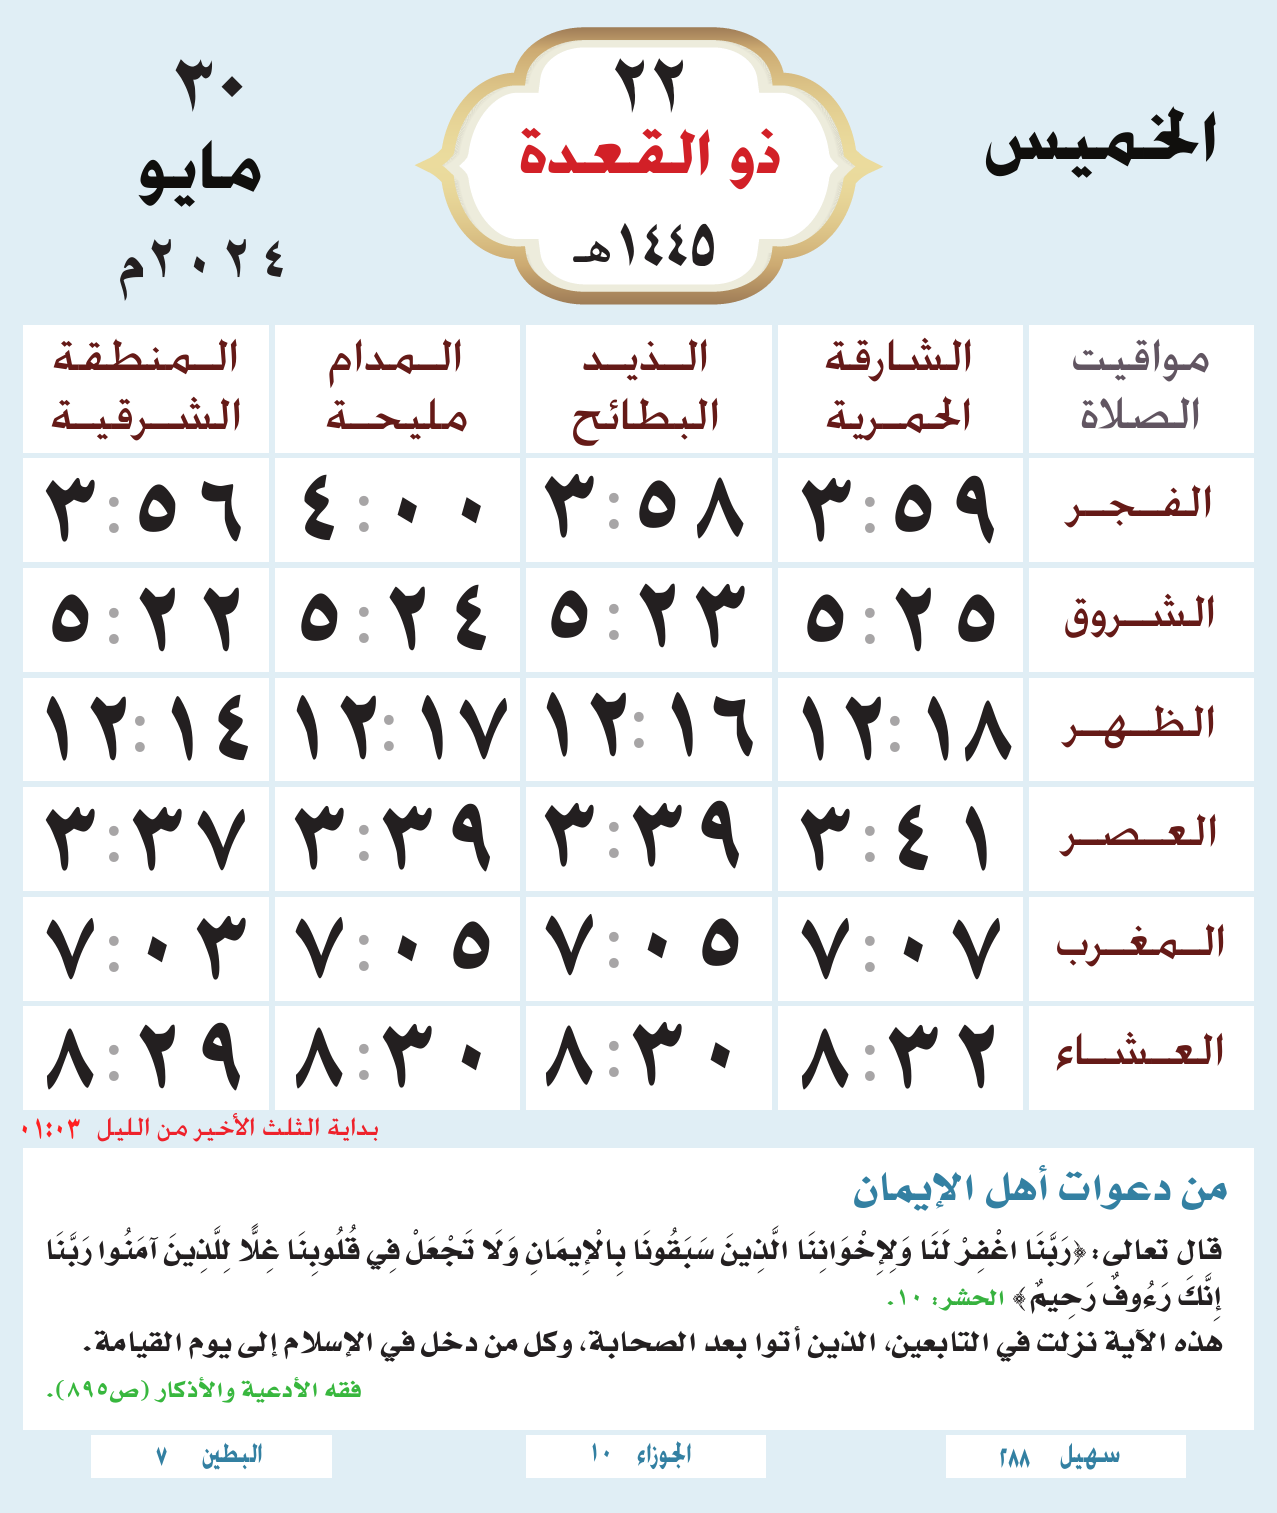 الخميس
٢٢
ذو القعدة
١٤٤٥هـ
٣٠
مايو
٢٠٢٤م
مواقيت الصلاة	الشارقة الحمرية	الذيد البطائح	المدام مليحة	المنطقة الشرقية
الفجر	٣:٥٩	٣:٥٨	٤:٠٠	٣:٥٦
الشروق	٥:٢٥	٥:٢٣	٥:٢٤	٥:٢٢
الظهر	١٢:١٨	١٢:١٦	١٢:١٧	١٢:١٤
العصر	٣:٤١	٣:٣٩	٣:٣٩	٣:٣٧
المغرب	٧:٠٧	٧:٠٥	٧:٠٥	٧:٠٣
العشاء	٨:٣٢	٨:٣٠	٨:٣٠	٨:٢٩
بداية الثلث الأخير من الليل ٠١:٠٣
من دعوات أهل الإيمان
قال تعالى: ﴿رَبَّنَا اغْفِرْ لَنَا وَلِإِخْوَانِنَا الَّذِينَ سَبَقُونَا بِالْإِيمَانِ وَلَا تَجْعَلْ فِي قُلُوبِنَا غِلًّا لِلَّذِينَ آمَنُوا رَبَّنَا
إِنَّكَ رَءُوفٌ رَحِيمٌ﴾ الحشر: ١٠.
هذه الآية نزلت في التابعين، الذين أتوا بعد الصحابة، وكل من دخل في الإسلام إلى يوم القيامة.
فقه الأدعية والأذكار (ص٨٩٥).
سهيل ٢٨٨	الجوزاء ١٠	البطين ٧